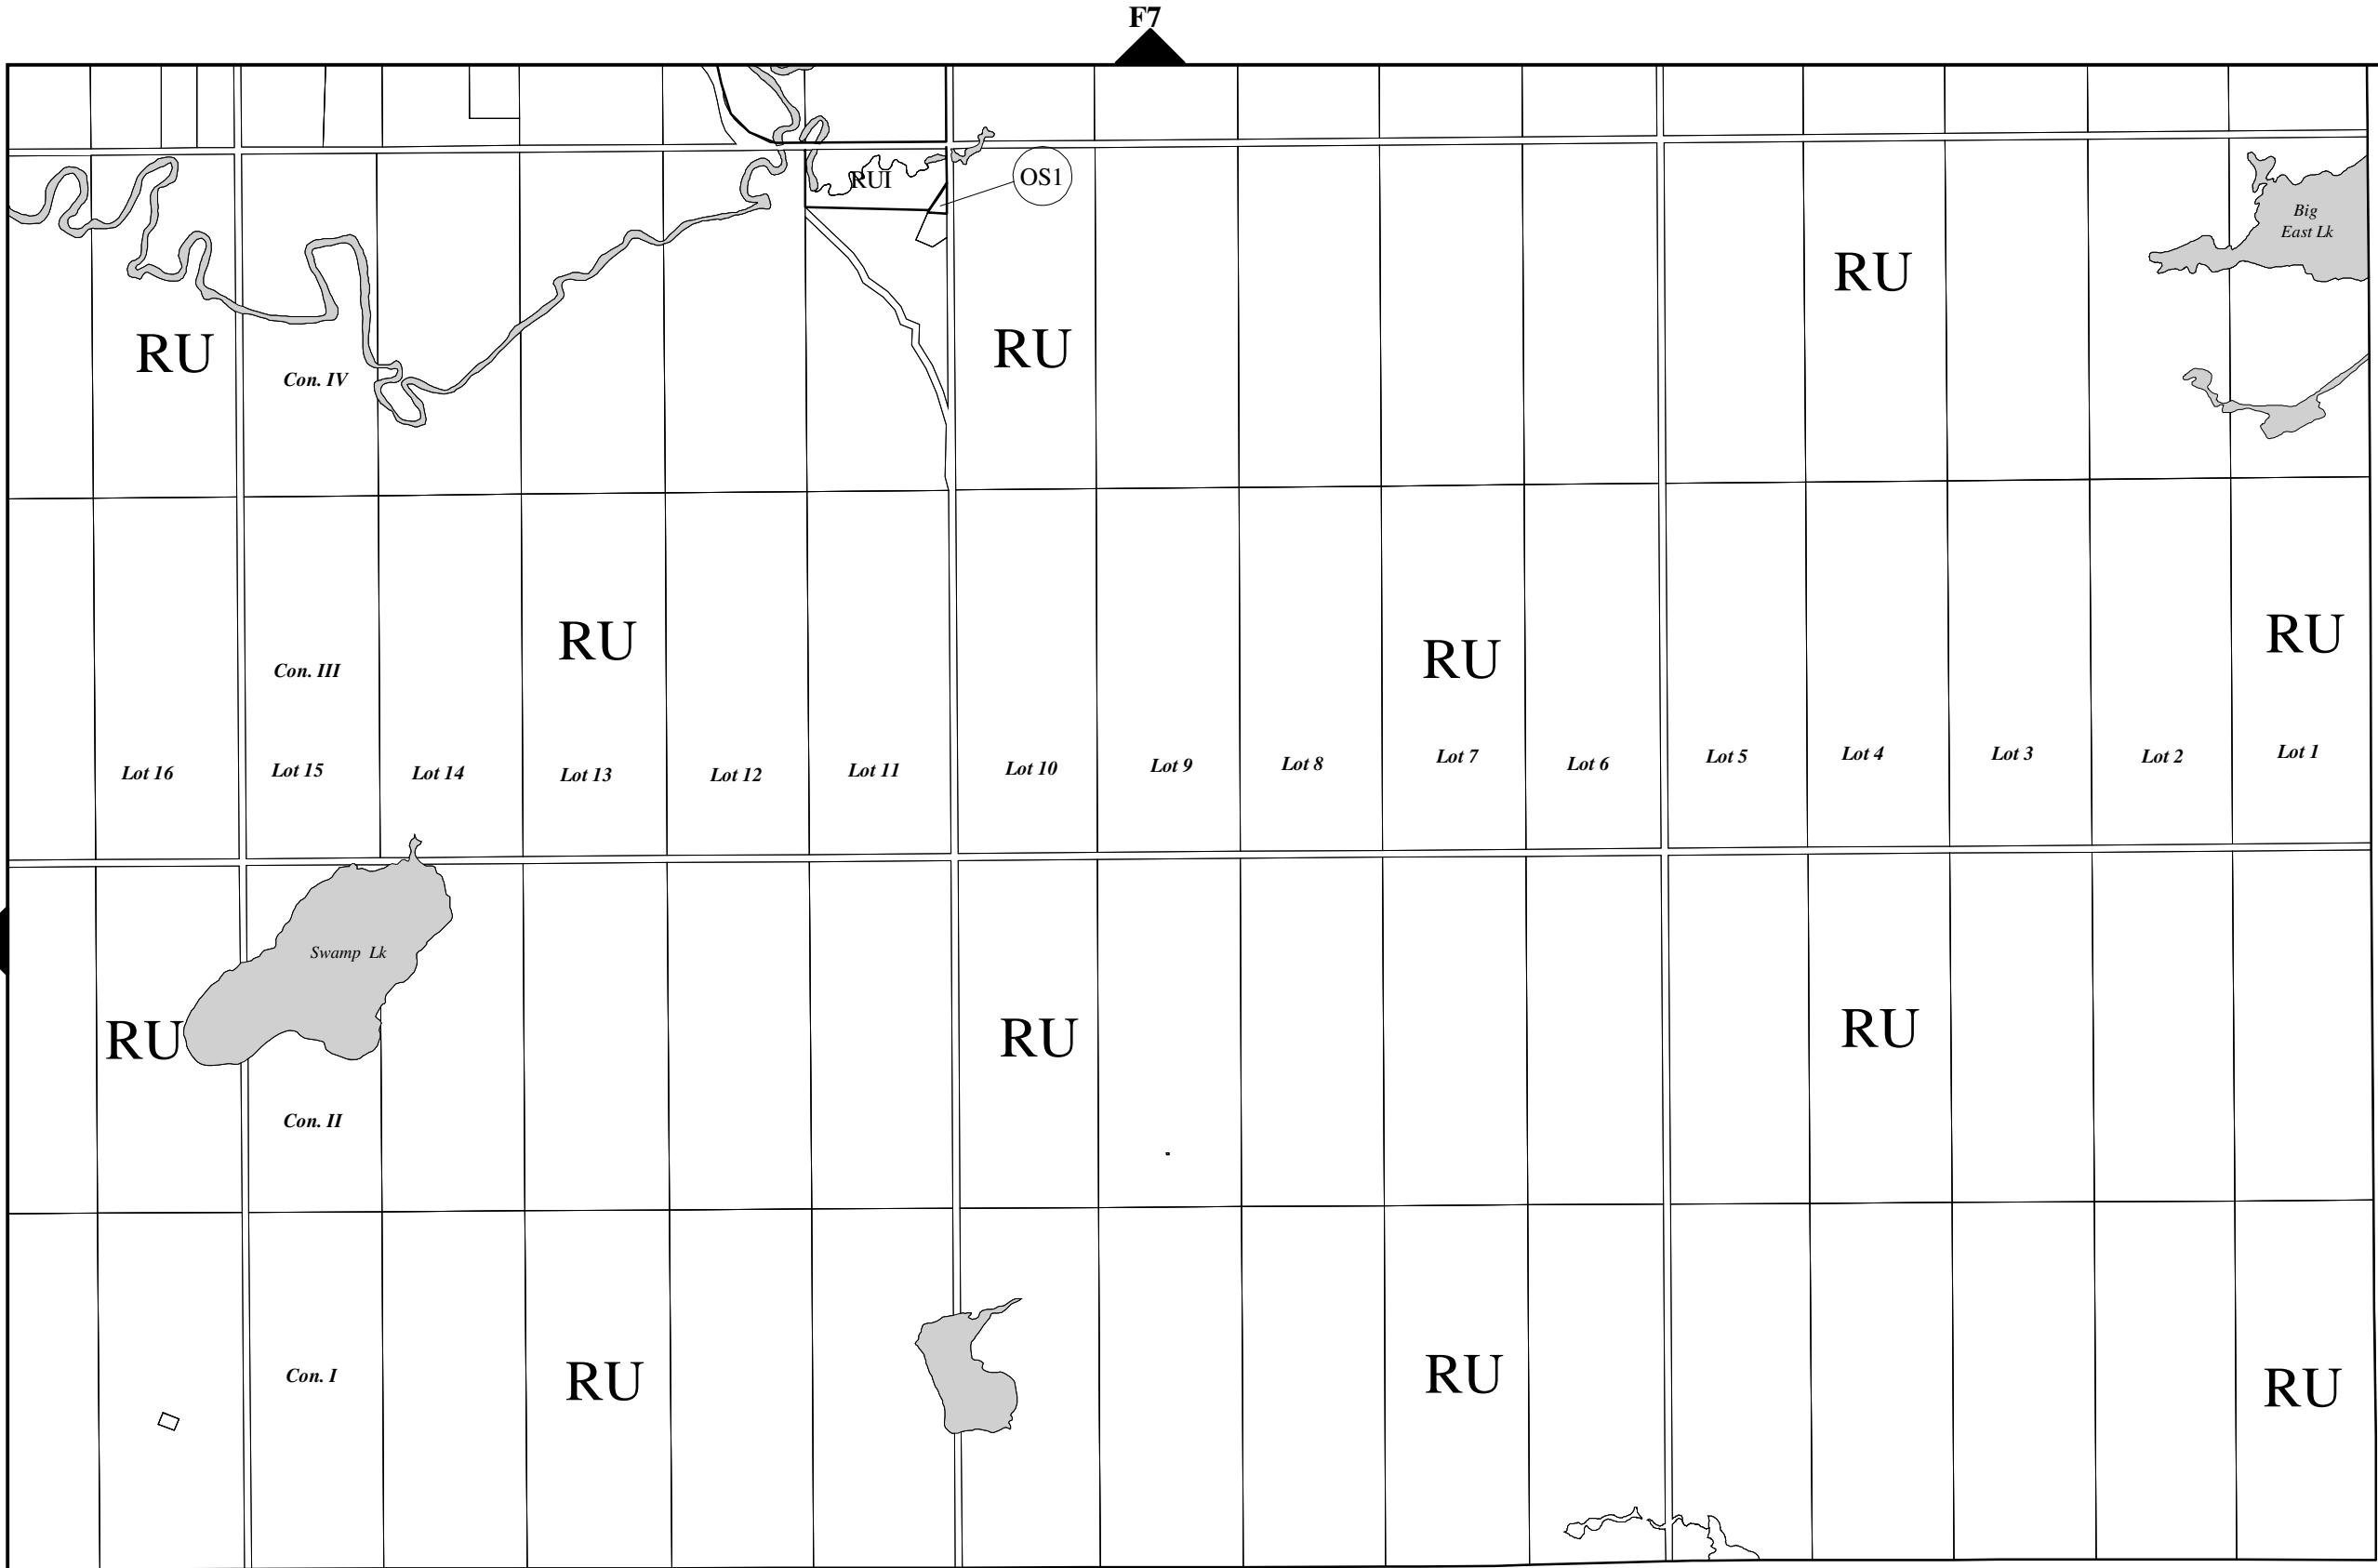 F7
RUI
OS1
Big
East Lk
RU
RU
RU
Con. IV
RU
RU
RU
Con. III
Lot 16
Lot 15
Lot 14
Lot 13
Lot 12
Lot 11
Lot 10
Lot 9
Lot 8
Lot 7
Lot 6
Lot 5
Lot 4
Lot 3
Lot 2
Lot 1
Swamp Lk
RU
RU
RU
Con. II
Con. I
RU
RU
RU